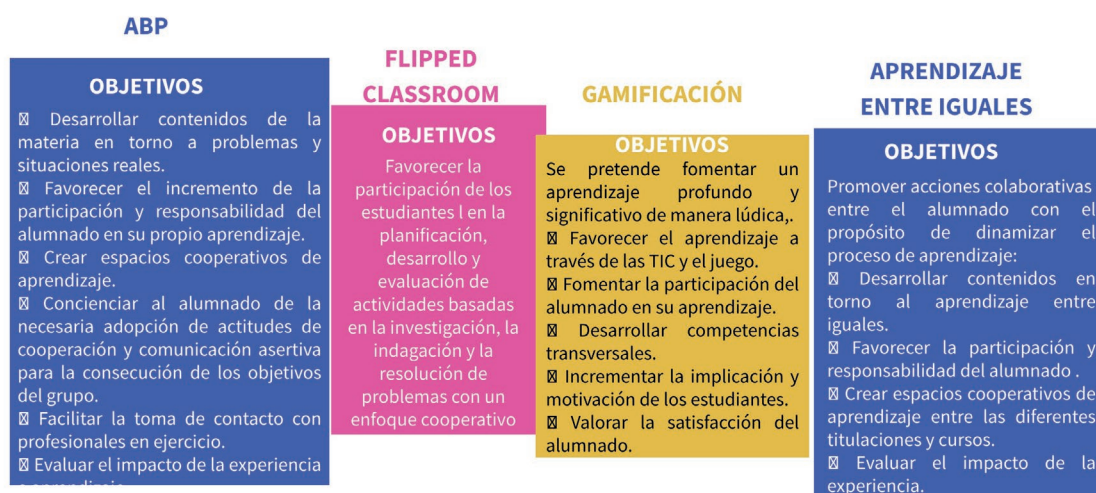 ABP
OBJETIVOS
☒ Desarrollar contenidos de la
materia en torno a problemas y
situaciones reales.
☒ Favorecer el incremento de la
participación y responsabilidad del
alumnado en su propio aprendizaje.
☒ Crear espacios cooperativos de
aprendizaje.
☒ Concienciar al alumnado de la
necesaria adopción de actitudes de
cooperación y comunicación asertiva
para la consecución de los objetivos
del grupo.
☒ Facilitar la toma de contacto con
profesionales en ejercicio.
☒ Evaluar el impacto de la experiencia
FLIPPED
CLASSROOM
OBJETIVOS
Favorecer la
participación de los
estudiantes l en la
planificación,
desarrollo y
evaluación de
actividades basadas
en la investigación, la
indagación y la
resolución de
problemas con un
enfoque cooperativo
GAMIFICACIÓN
OBJETIVOS
Se pretende fomentar un
aprendizaje profundo y
significativo de manera lúdica,.
☒ Favorecer el aprendizaje a
través de las TIC y el juego.
☒ Fomentar la participación del
alumnado en su aprendizaje.
☒ Desarrollar competencias
transversales.
☒ Incrementar la implicación y
motivación de los estudiantes.
☒ Valorar la satisfacción del
alumnado.
APRENDIZAJE
ENTRE IGUALES
OBJETIVOS
Promover acciones colaborativas
entre el alumnado con el
propósito de dinamizar el
proceso de aprendizaje:
☒ Desarrollar contenidos en
torno al aprendizaje entre
iguales.
☒ Favorecer la participación y
responsabilidad del alumnado .
☒ Crear espacios cooperativos de
aprendizaje entre las diferentes
titulaciones y cursos.
☒ Evaluar el impacto de la
experiencia.